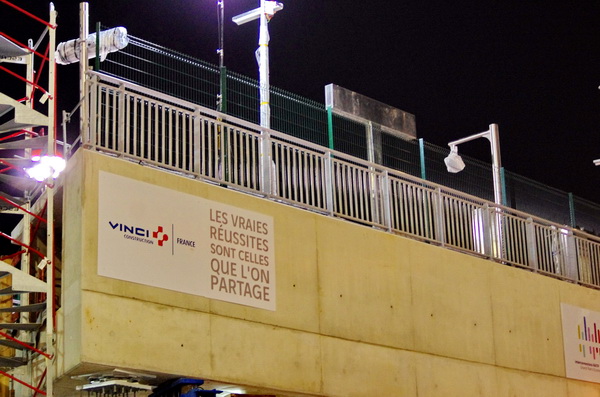 VINCI
CONSTRUCTION
FRANCE
LES VRAIES
RÉUSSITES
SONT CELLES
QUE L'ON
PARTAGE